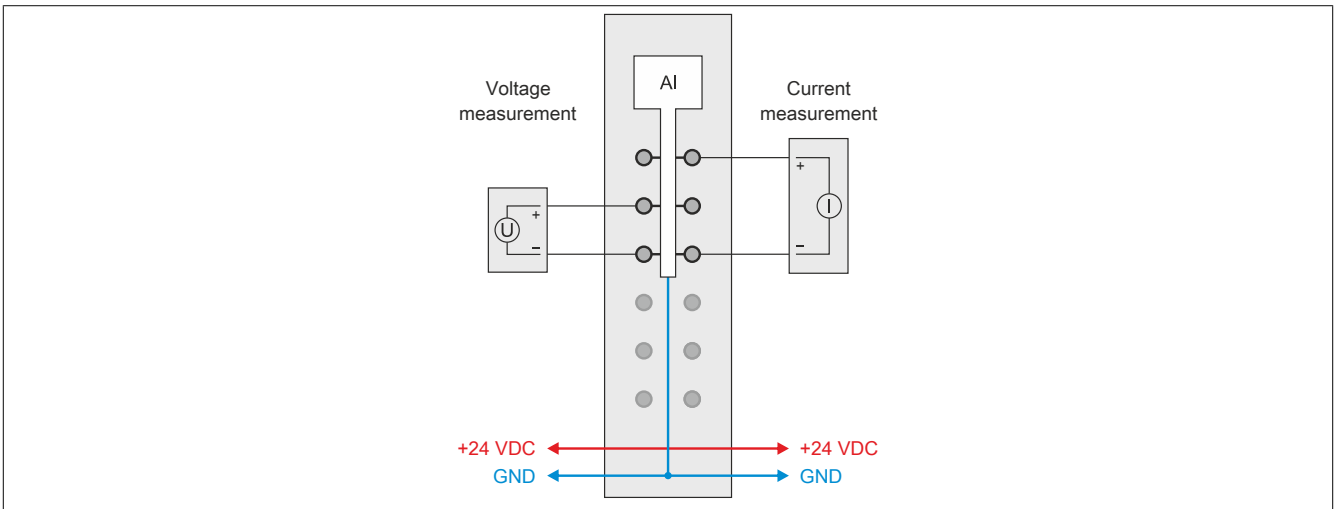 Voltage
measurement
AI
Current
measurement
+
I
−
+
U
−
+24 VDC
+24 VDC
GND
GND